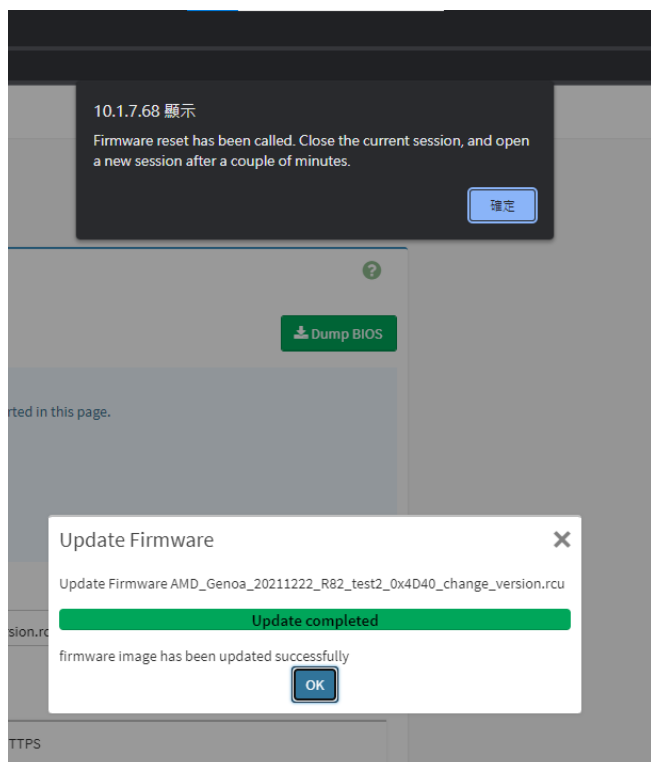 10.1.7.68 顯示
Firmware reset has been called. Close the current session, and open
a new session after a couple of minutes.
確定
Dump BIOS
rted in this page.
Update Firmware
Update Firmware AMD_Genoa_20211222_R82_test2_0x4D40_change_version.rcu
Update completed
sion.rc
firmware image has been updated successfully
OK
TTPS